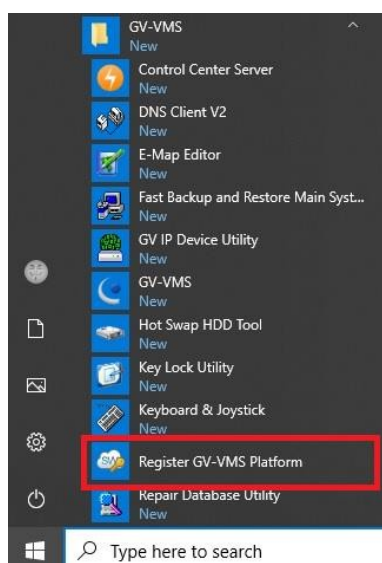 GV-VMS
New
Control Center Server
New
DNS Client V2
New
E-Map Editor
New
Fast Backup and Restore Main Syst...
New
GV IP Device Utility
New
GV-VMS
New
Hot Swap HDD Tool
New
Key Lock Utility
New
Keyboard & Joystick
New
Register GV-VMS Platform
Repair Database Utility
New
Type here to search